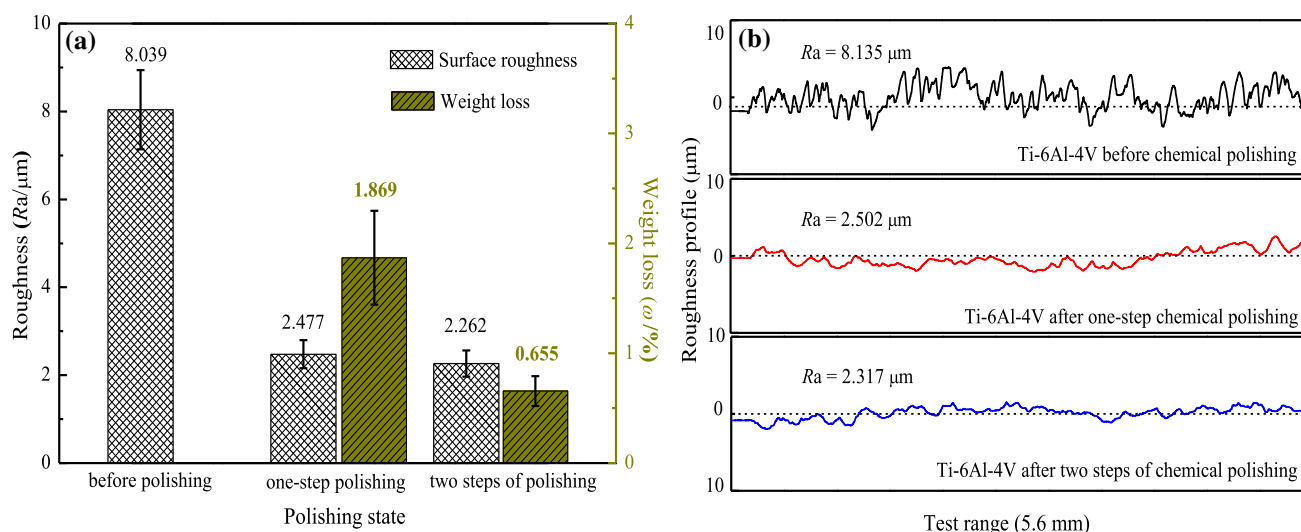 (a)
10
8
6
4
2
0
Roughness (Ra/μm)
8.039
2.477
1.869
2.262
0.655
Surface roughness
Weight loss
4
3
2
1
0
Weight loss (ω/%)
before polishing
one-step polishing
two steps of polishing
Polishing state
(b)
Roughness profile (μm)
10
0
Ra = 8.135 μm
Ti-6Al-4V before chemical polishing
10
10
0
Ra = 2.502 μm
Ti-6Al-4V after one-step chemical polishing
10
10
0
Ra = 2.317 μm
Ti-6Al-4V after two steps of chemical polishing
10
Test range (5.6 mm)